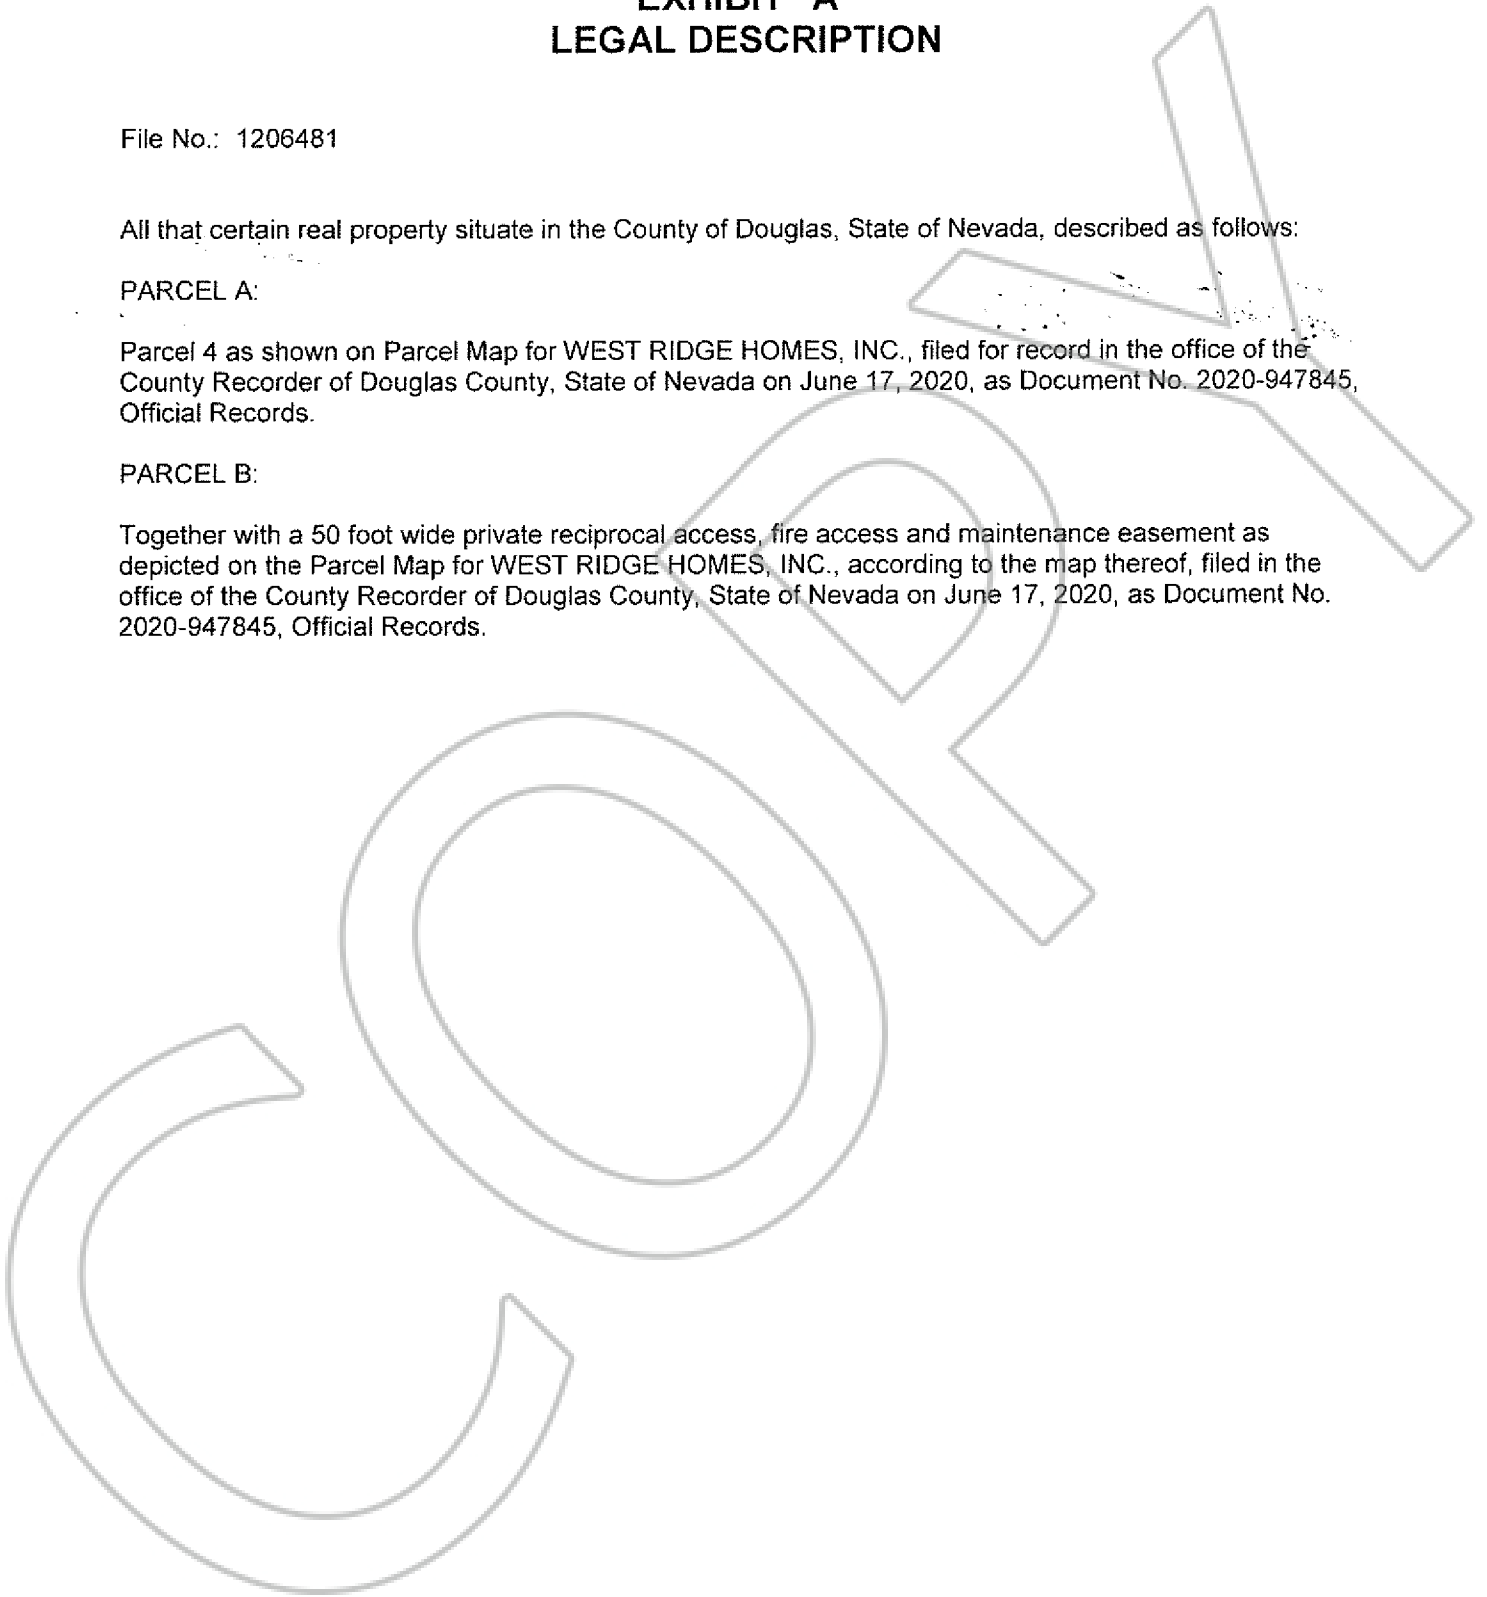 EXHIBIT "A"
LEGAL DESCRIPTION
File No.: 1206481
All that certain real property situate in the County of Douglas, State of Nevada, described as follows:
PARCEL A:
Parcel 4 as shown on Parcel Map for WEST RIDGE HOMES, INC., filed for record in the office of the
County Recorder of Douglas County, State of Nevada on June 17, 2020, as Document No. 2020-947845,
Official Records.
PARCEL B:
Together with a 50 foot wide private reciprocal access, fire access and maintenance easement as
depicted on the Parcel Map for WEST RIDGE HOMES, INC., according to the map thereof, filed in the
office of the County Recorder of Douglas County, State of Nevada on June 17, 2020, as Document No.
2020-947845, Official Records.
COPY